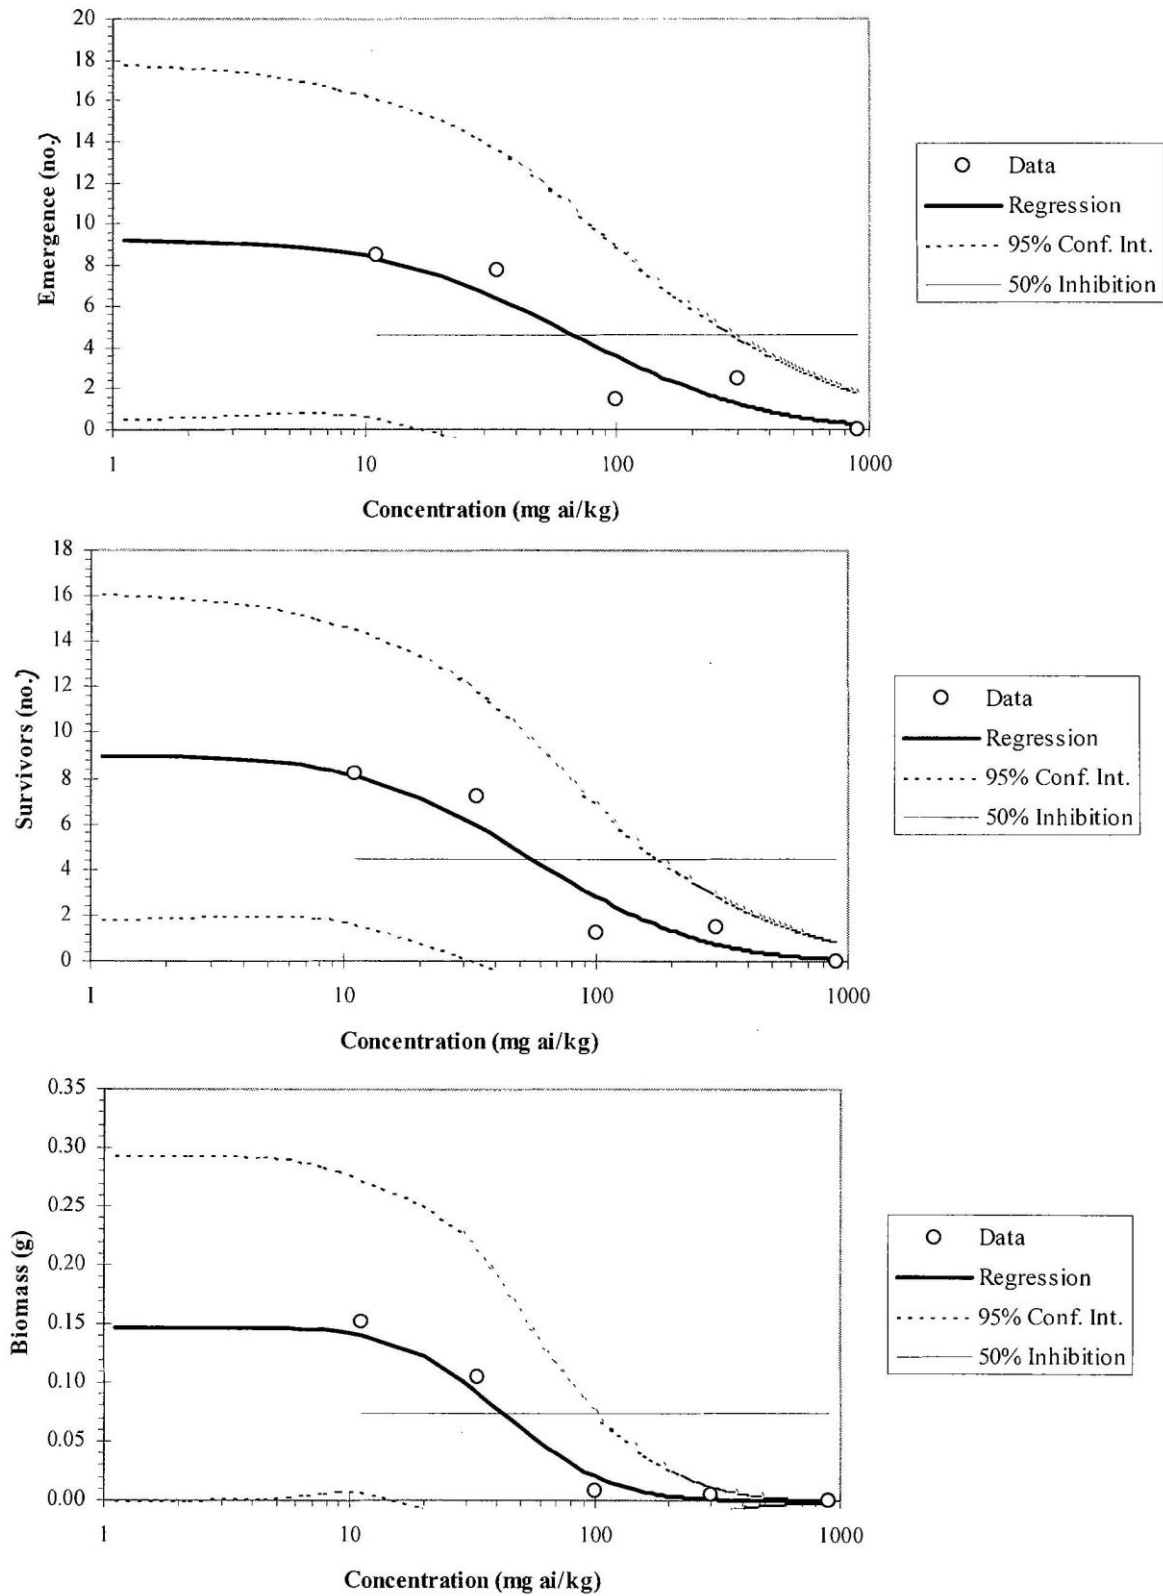 20
18
16
14
12
10
8
6
4
2
0
Emergence (no.)
1 10 100 1000
Concentration (mg ai/kg)
Data
Regression
95% Conf. Int.
50% Inhibition
18
16
14
12
10
8
6
4
2
0
Survivors (no.)
1 10 100 1000
Concentration (mg ai/kg)
Data
Regression
95% Conf. Int.
50% Inhibition
0.35
0.30
0.25
0.20
0.15
0.10
0.05
0.00
Biomass (g)
1 10 100 1000
Concentration (mg ai/kg)
Data
Regression
95% Conf. Int.
50% Inhibition